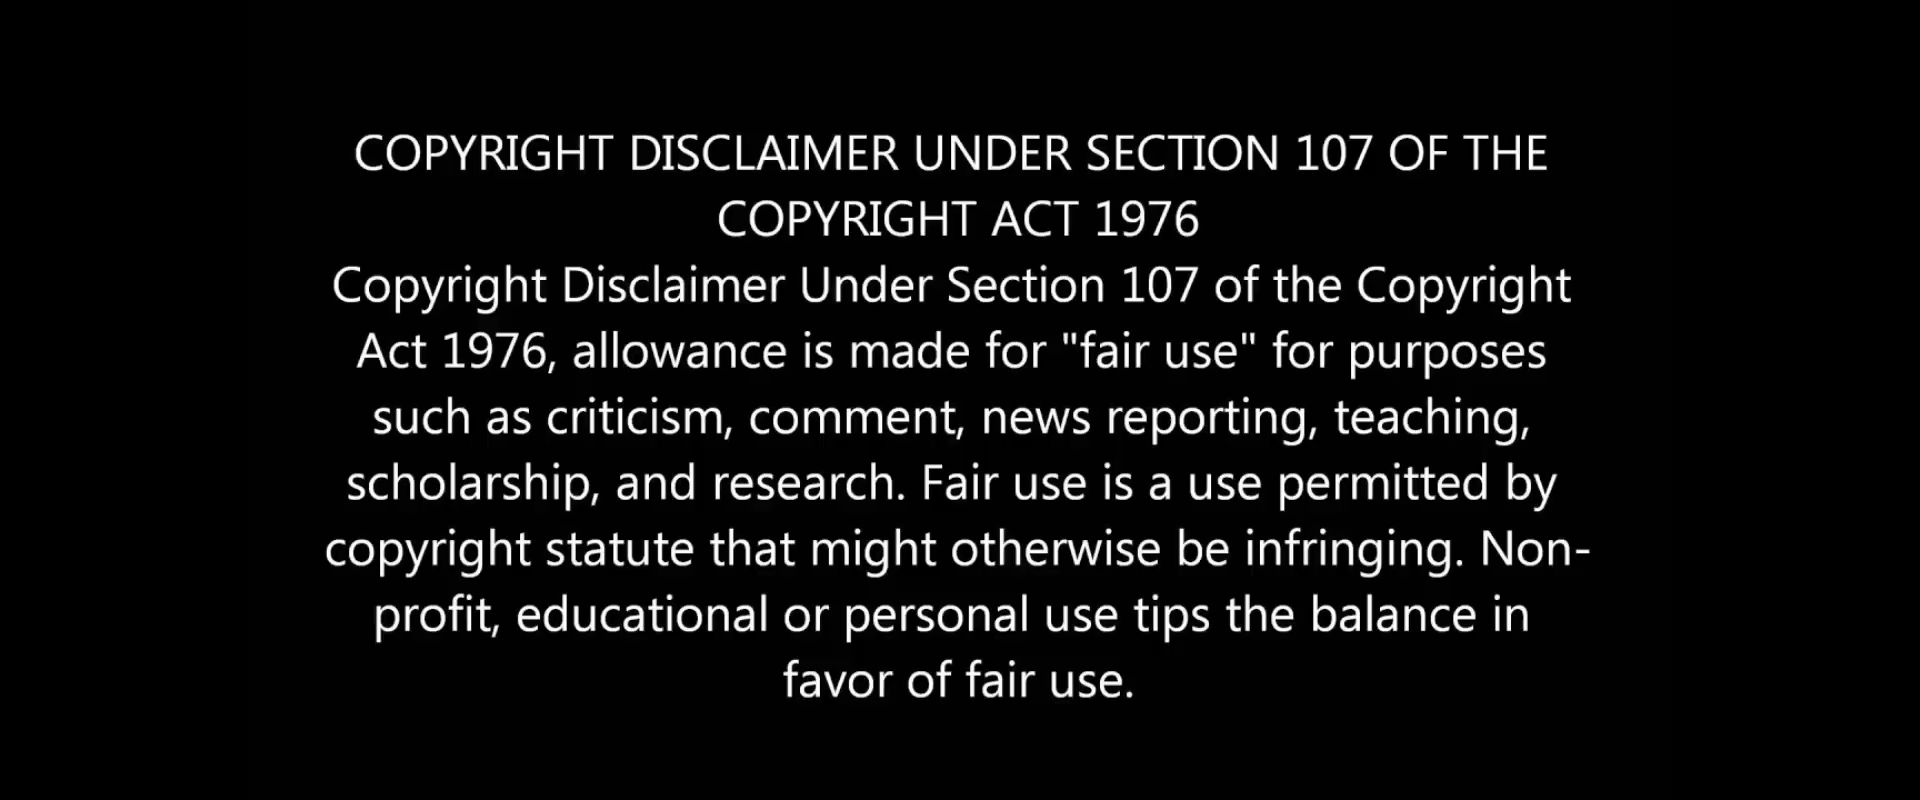 COPYRIGHT DISCLAIMER UNDER SECTION 107 OF THE
COPYRIGHT ACT 1976
Copyright Disclaimer Under Section 107 of the Copyright
Act 1976, allowance is made for "fair use" for purposes
such as criticism, comment, news reporting, teaching,
scholarship, and research. Fair use is a use permitted by
copyright statute that might otherwise be infringing. Non-
profit, educational or personal use tips the balance in
favor of fair use.